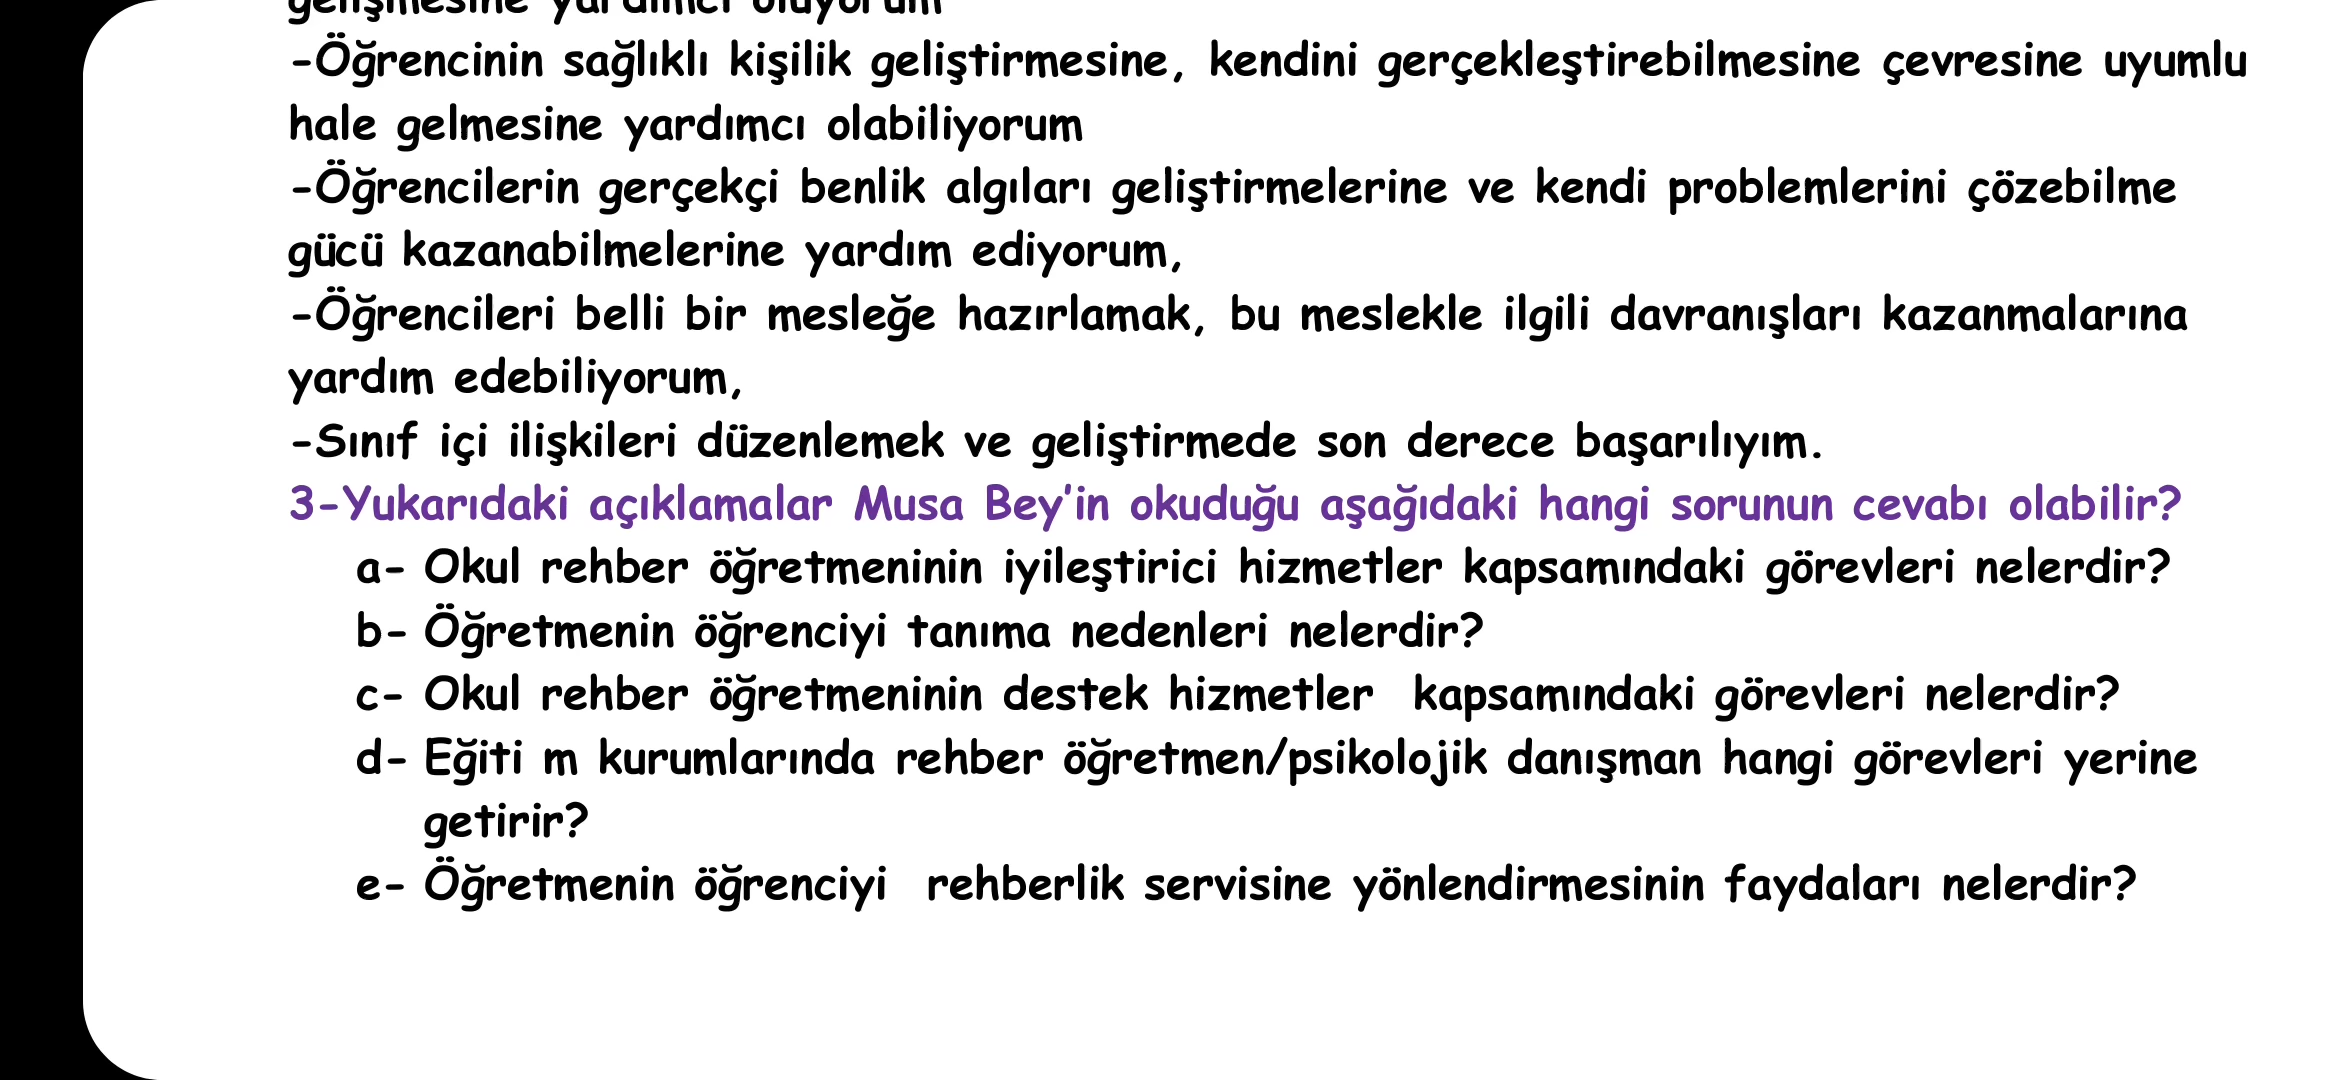 gelişmesine yardımcı oluyorum
-Öğrencinin sağlıklı kişilik geliştirmesine, kendini gerçekleştirebilmesine çevresine uyumlu
hale gelmesine yardımcı olabiliyorum
-Öğrencilerin gerçekçi benlik algıları geliştirmelerine ve kendi problemlerini çözebilme
gücü kazanabilmelerine yardım ediyorum,
-Öğrencileri belli bir mesleğe hazırlamak, bu meslekle ilgili davranışları kazanmalarına
yardım edebiliyorum,
-Sınıf içi ilişkileri düzenlemek ve geliştirmede son derece başarılıyım.
3-Yukarıdaki açıklamalar Musa Bey'in okuduğu aşağıdaki hangi sorunun cevabı olabilir?
a- Okul rehber öğretmeninin iyileştirici hizmetler kapsamındaki görevleri nelerdir?
b- Öğretmenin öğrenciyi tanıma nedenleri nelerdir?
c- Okul rehber öğretmeninin destek hizmetler  kapsamındaki görevleri nelerdir?
d- Eğiti m kurumlarında rehber öğretmen/psikolojik danışman hangi görevleri yerine
getirir?
e- Öğretmenin öğrenciyi  rehberlik servisine yönlendirmesinin faydaları nelerdir?